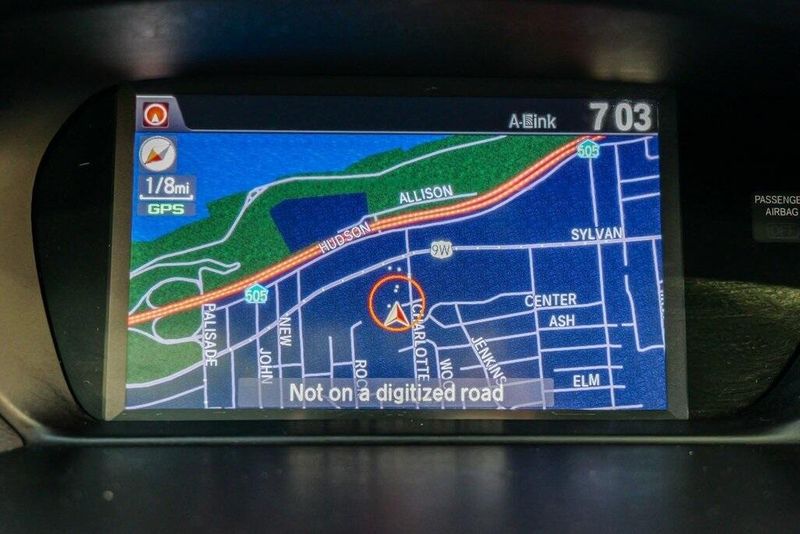 A-Link 7 03
1/8mi
GPS
505
ALLISON
HUDSON
9W
SYLVAN
505
PALISADE
NEW
JOHN
CHARLOTTE
CENTER
ASH
JENKINS
ELM
Not on a digitized road
PASSENGE
AIRBAG